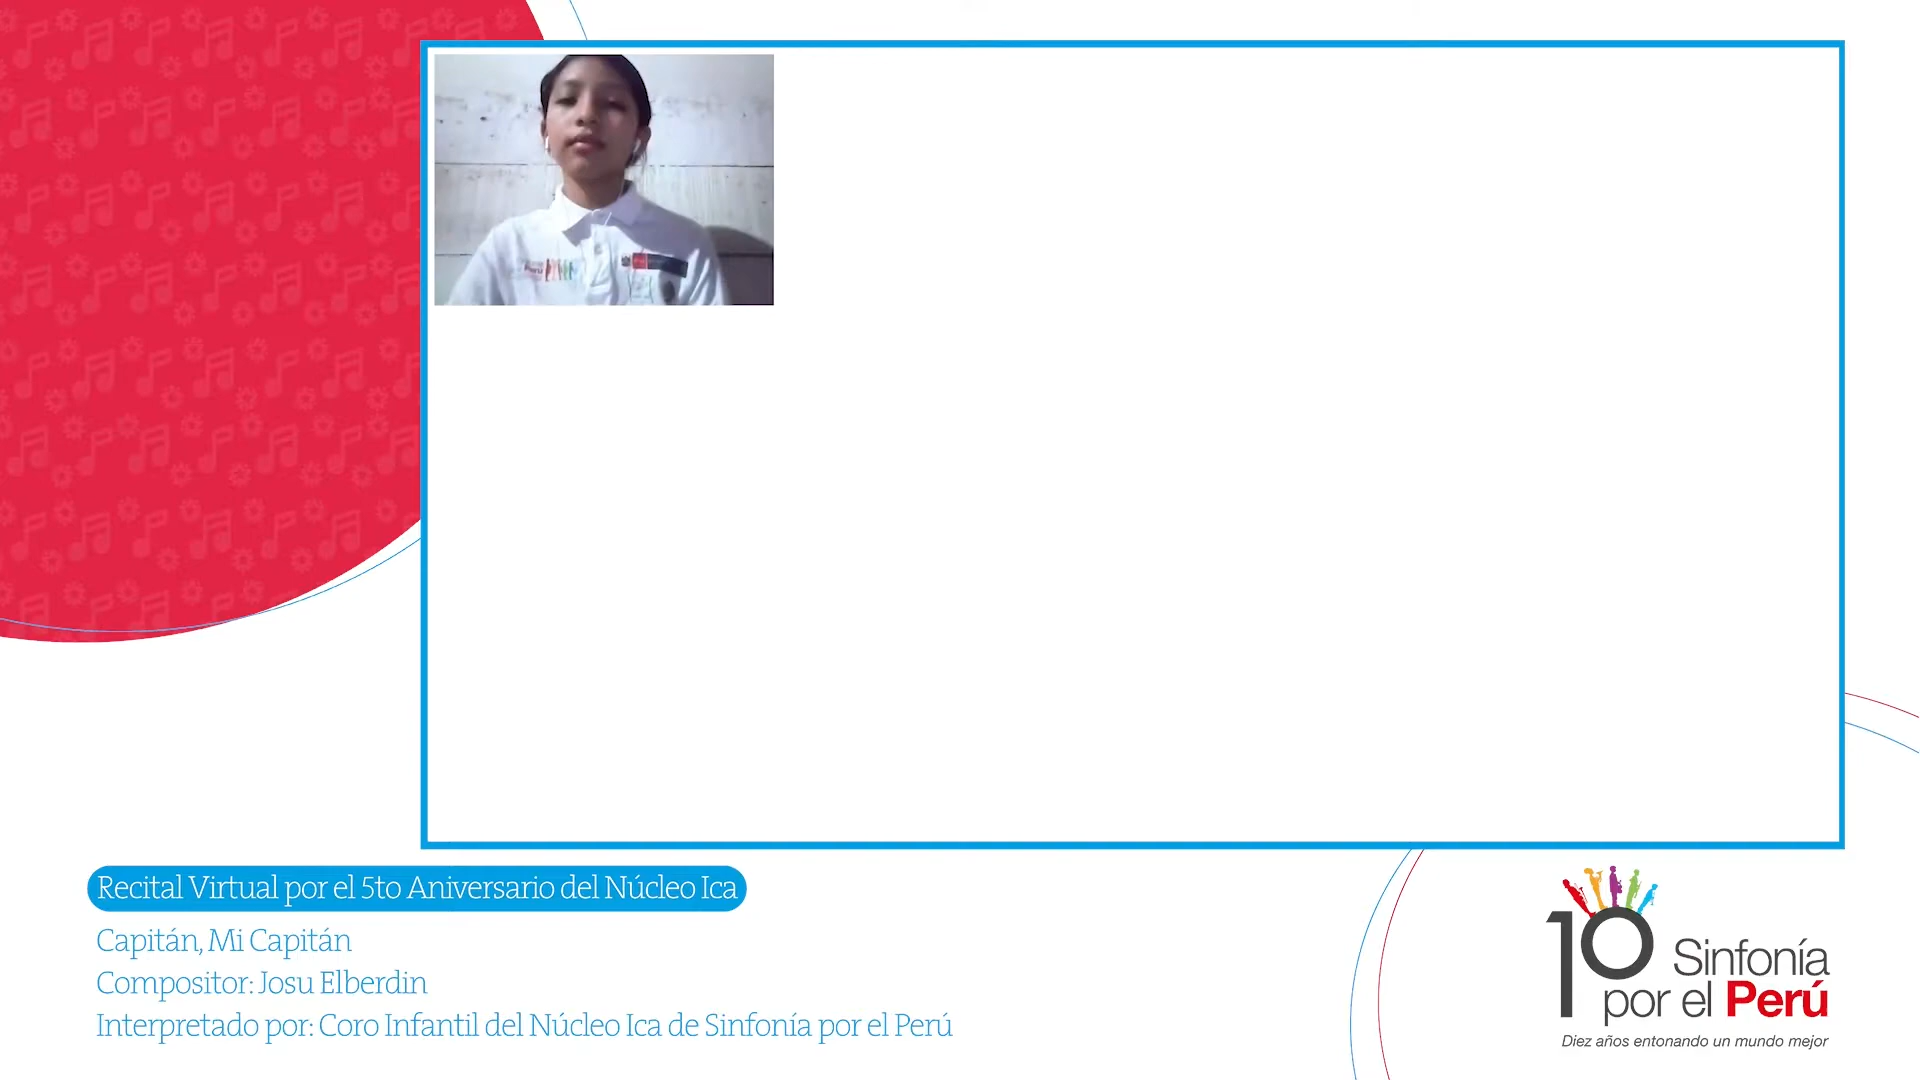 Recital Virtual por el 5to Aniversario del Núcleo Ica
Capitán, Mi Capitán
Compositor: Josu Elberdin
Interpretado por: Coro Infantil del Núcleo Ica de Sinfonía por el Perú
10 Sinfonía
por el Perú
Diez años entonando un mundo mejor